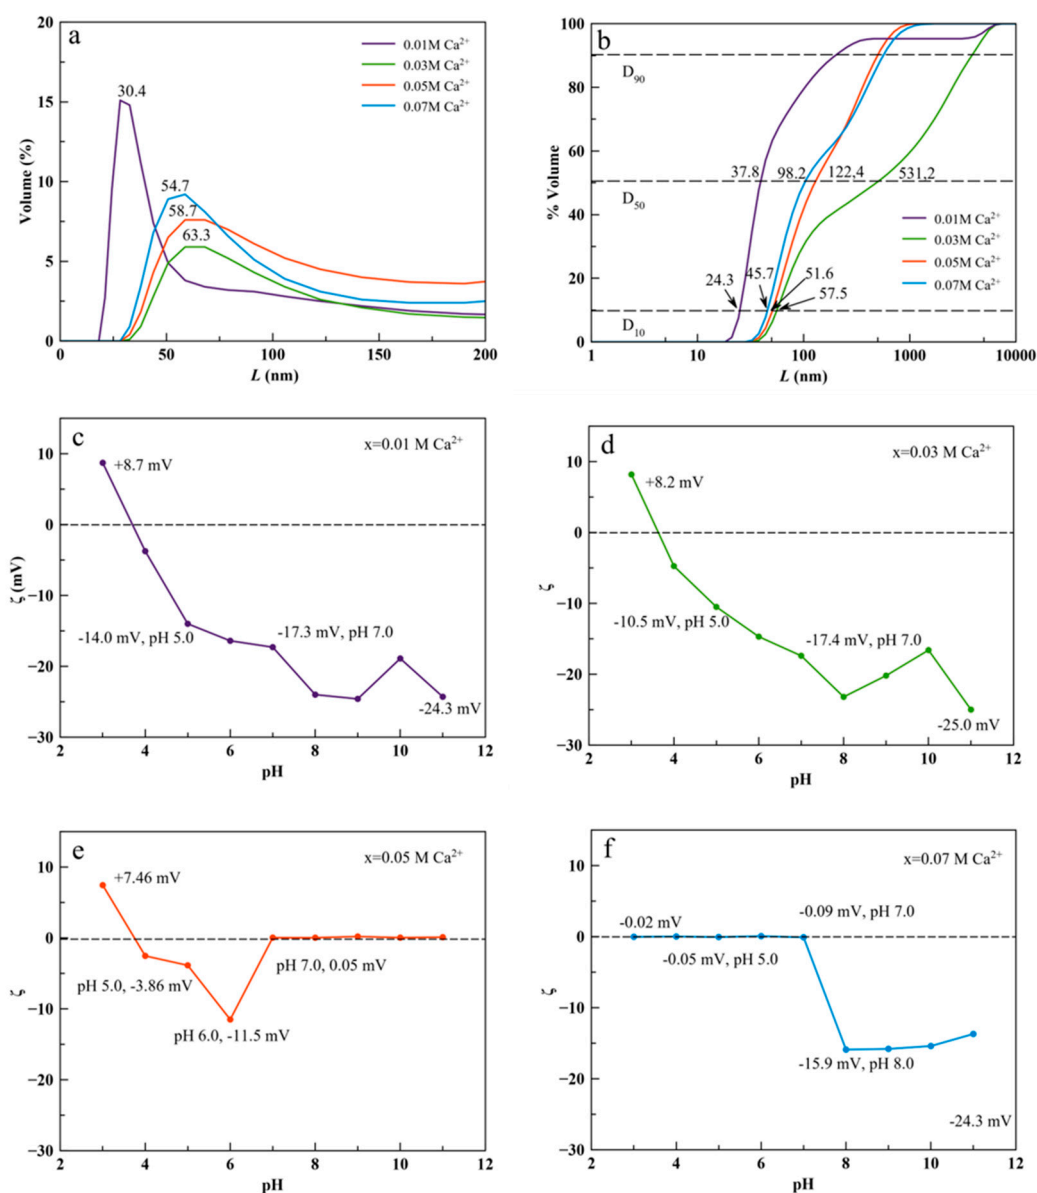 a
0.01M Ca²⁺
0.03M Ca²⁺
0.05M Ca²⁺
0.07M Ca²⁺
30.4
54.7
58.7
63.3
Volume (%)
20
15
10
5
0
0 50 100 150 200
L (nm)
b
D₉₀
D₅₀
D₁₀
37.8 98.2 122,4 531,2
24.3 45.7 51.6
57.5
0.01M Ca²⁺
0.03M Ca²⁺
0.05M Ca²⁺
0.07M Ca²⁺
% Volume
100
80
60
40
20
0
1 10 100 1000 10000
L (nm)
c
x=0.01 M Ca²⁺
+8.7 mV
-14.0 mV, pH 5.0
-17.3 mV, pH 7.0
-24.3 mV
ζ (mV)
10
0
−10
−20
−30
2 4 6 8 10 12
pH
d
x=0.03 M Ca²⁺
+8.2 mV
-10.5 mV, pH 5.0
-17.4 mV, pH 7.0
-25.0 mV
ζ
10
0
−10
−20
−30
2 4 6 8 10 12
pH
e
x=0.05 M Ca²⁺
+7.46 mV
pH 5.0, -3.86 mV
pH 7.0, 0.05 mV
pH 6.0, -11.5 mV
ζ
10
0
−10
−20
−30
2 4 6 8 10 12
pH
f
x=0.07 M Ca²⁺
-0.02 mV
-0.09 mV, pH 7.0
-0.05 mV, pH 5.0
-15.9 mV, pH 8.0
-24.3 mV
ζ
10
0
−10
−20
−30
2 4 6 8 10 12
pH